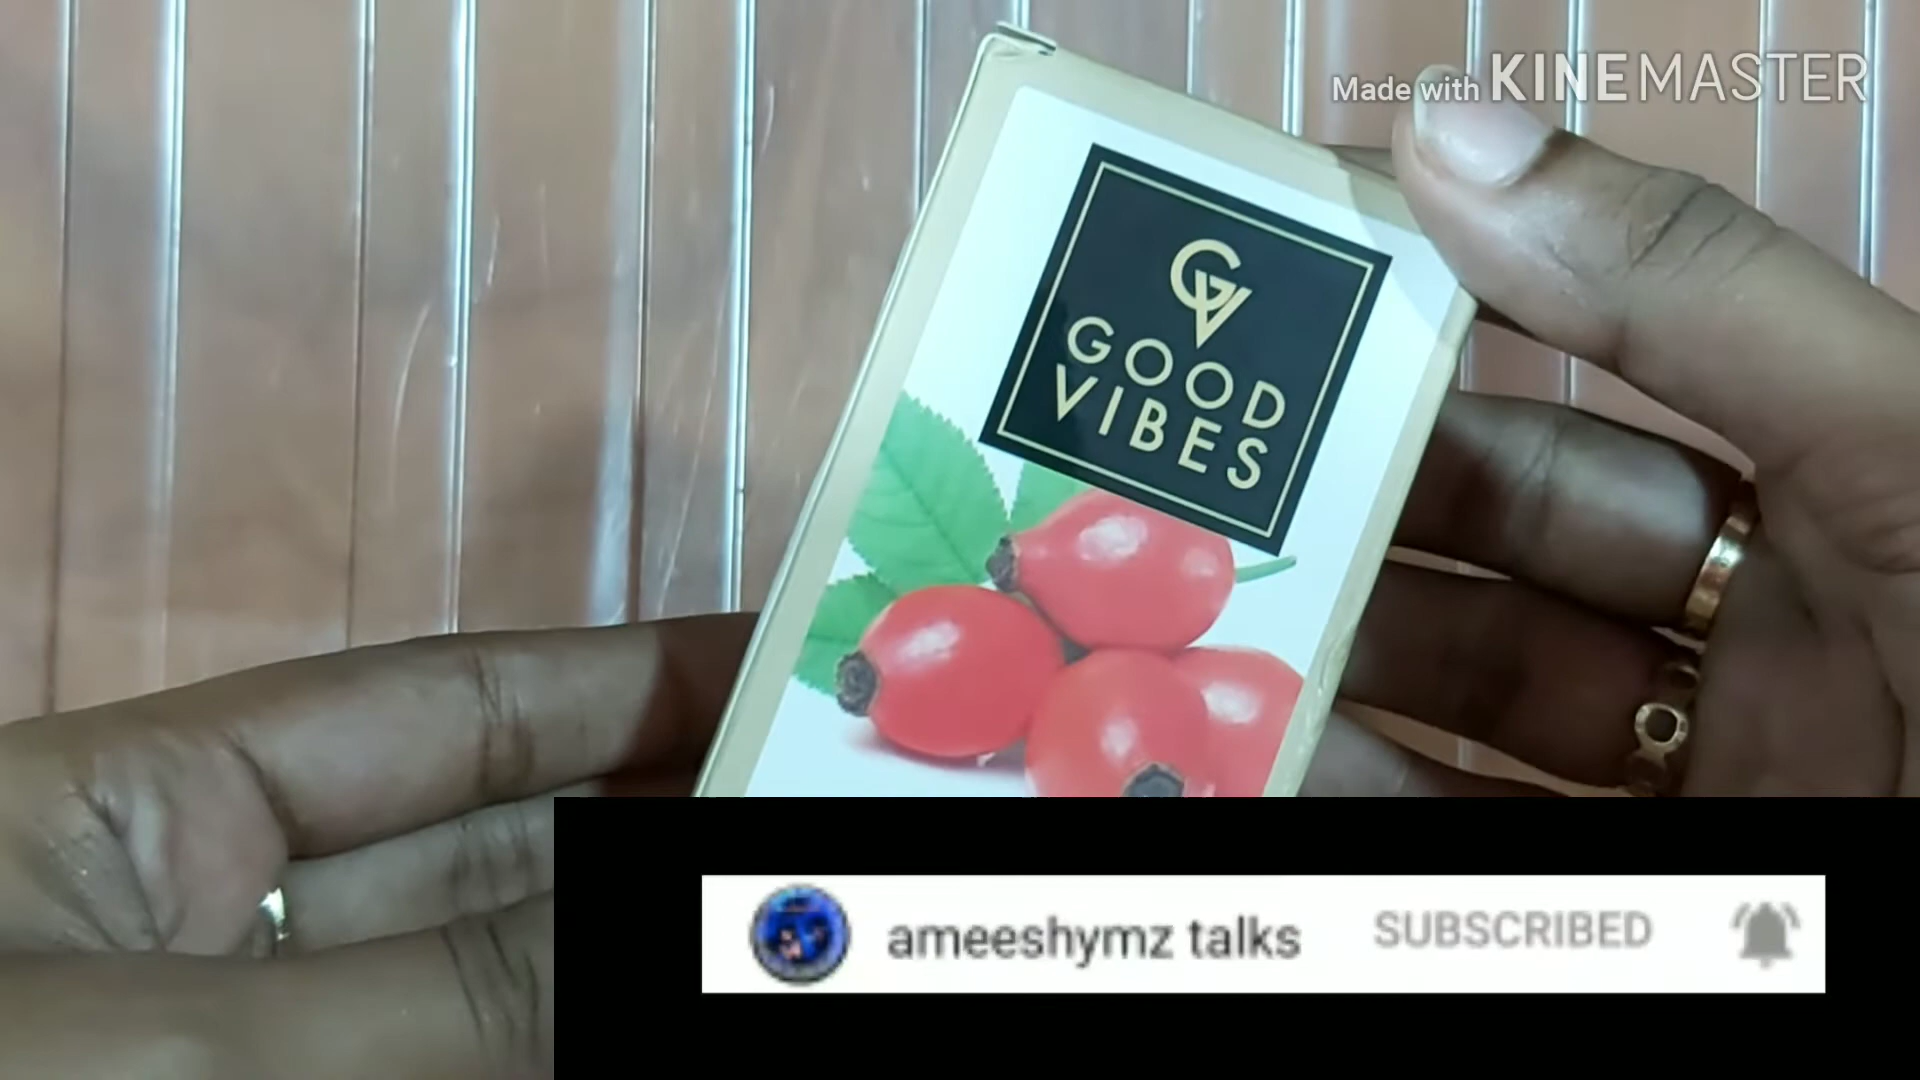 Made with KINEMASTER
GV
GOOD
VIBES
ameeshymz talks SUBSCRIBED